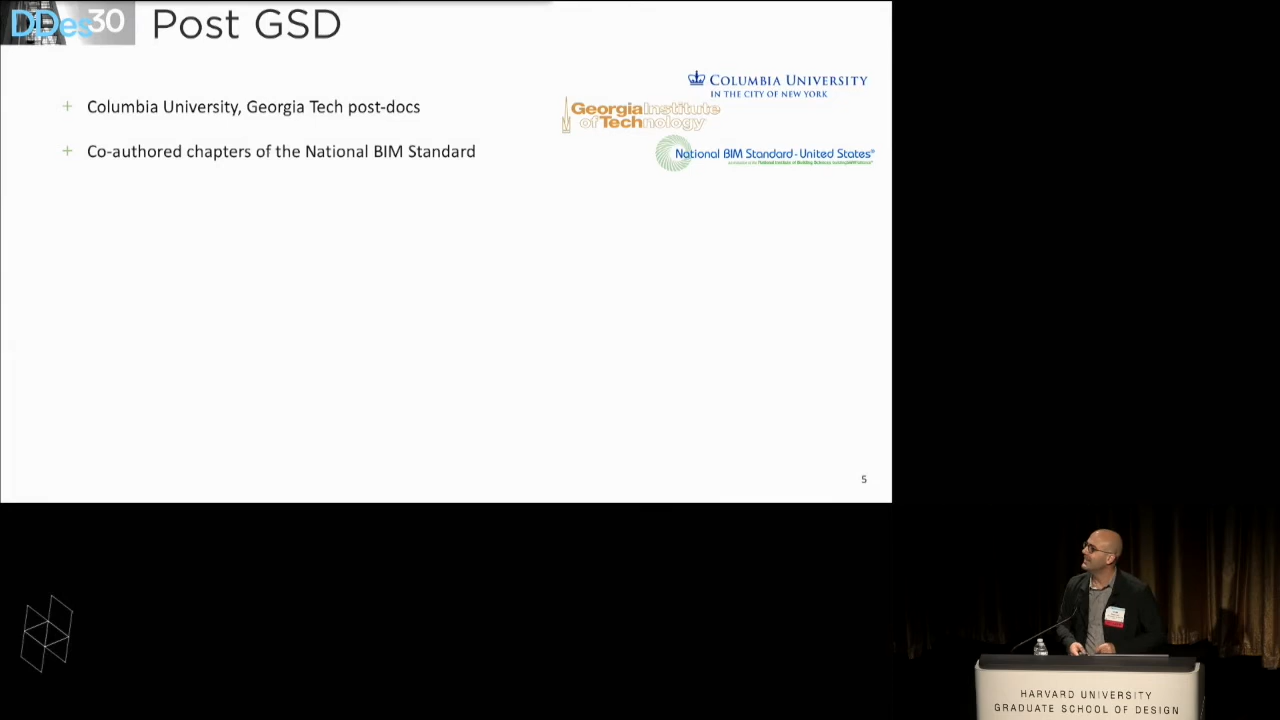 DDes30
Post GSD
+ Columbia University, Georgia Tech post-docs
+ Co-authored chapters of the National BIM Standard
COLUMBIA UNIVERSITY
IN THE CITY OF NEW YORK
GeorgiaInstitute
of Technology
National BIM Standard - United States®
5
HARVARD UNIVERSITY
GRADUATE SCHOOL OF DESIGN